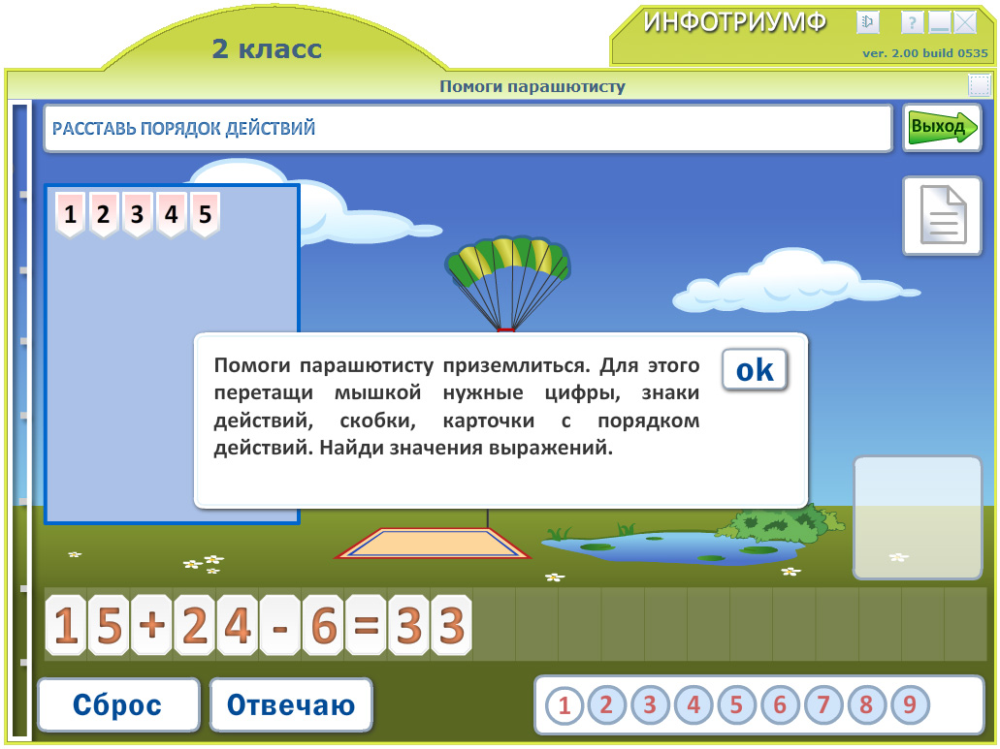 2 класс
ИНФОТРИУМФ
?
ver. 2.00 build 0535
Помоги парашютисту
РАССТАВЬ ПОРЯДОК ДЕЙСТВИЙ
Выход
1 2 3 4 5
Помоги парашютисту приземлиться. Для этого
перетащи мышкой нужные цифры, знаки
действий, скобки, карточки с порядком
действий. Найди значения выражений.
ok
15+24-6=33
Сброс
Отвечаю
1 2 3 4 5 6 7 8 9